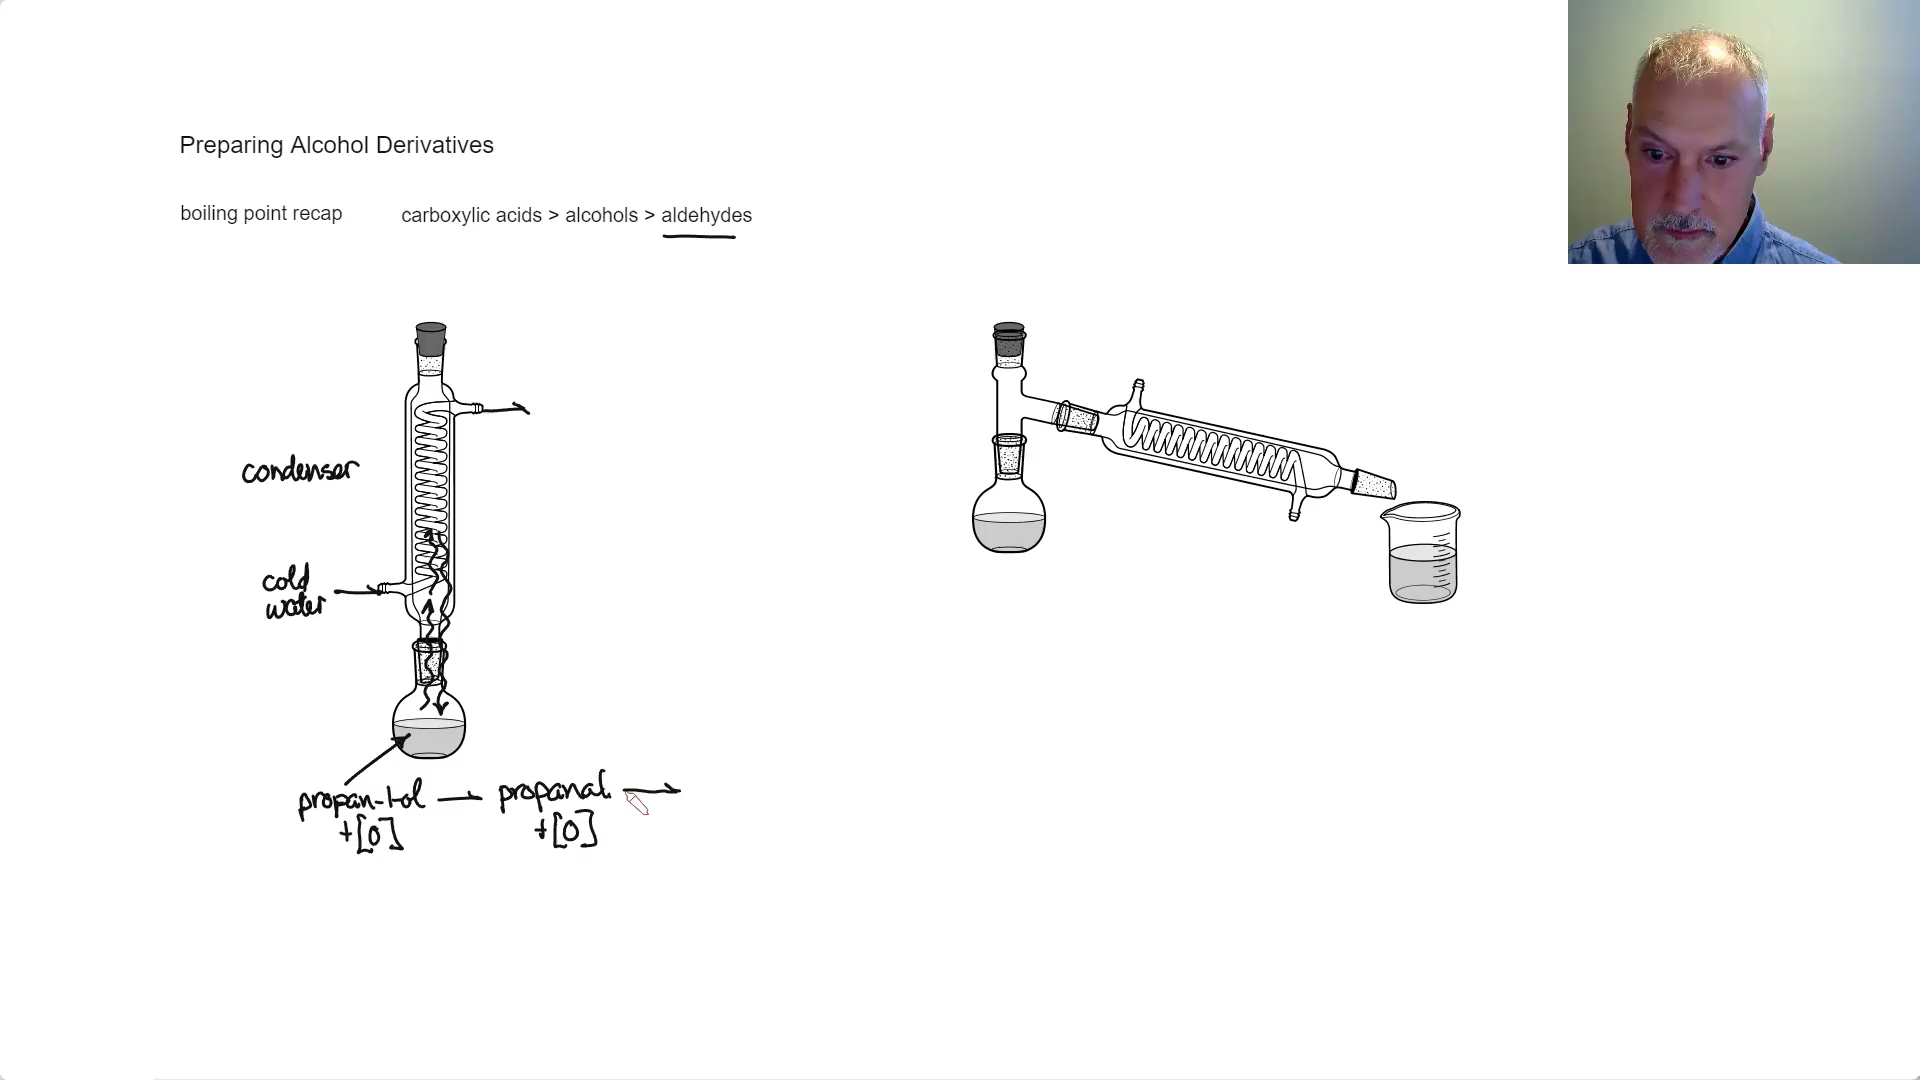 Preparing Alcohol Derivatives
boiling point recap carboxylic acids > alcohols > aldehydes
condenser
cold
water
propan-1-ol → propanal →
+[O] +[O]